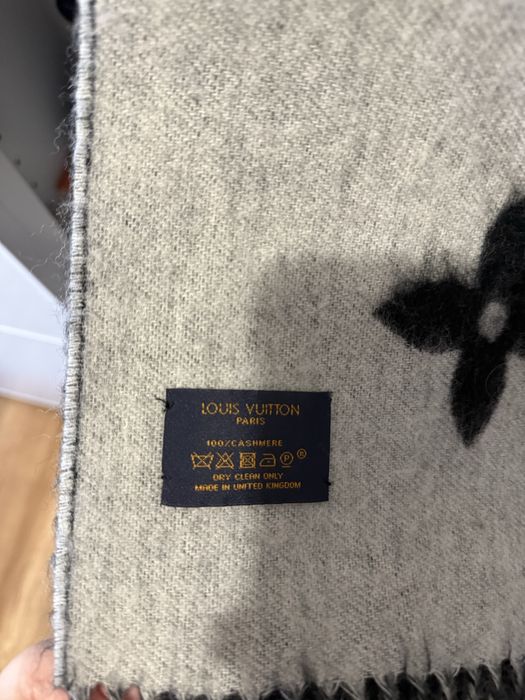 LOUIS VUITTON
PARIS
100%CASHMERE
P ®
DRY CLEAN ONLY
MADE IN UNITED KINGDOM